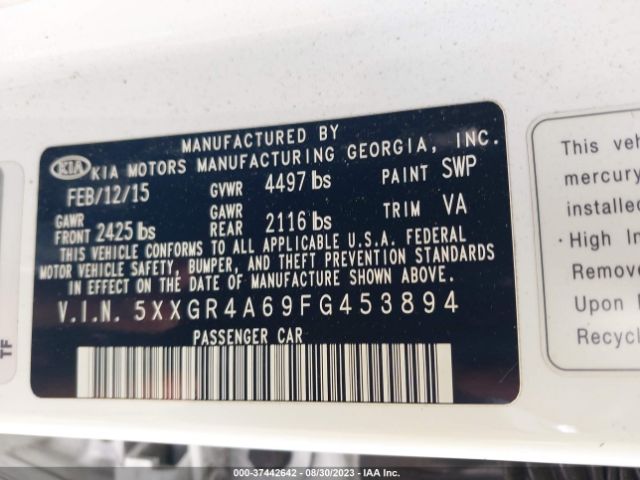 MANUFACTURED BY
KIA KIA MOTORS MANUFACTURING GEORGIA, INC.
FEB/12/15 GVWR 4497 lbs PAINT SWP
GAWR FRONT 2425 lbs GAWR REAR 2116 lbs TRIM VA
THIS VEHICLE CONFORMS TO ALL APPLICABLE U.S.A. FEDERAL
MOTOR VEHICLE SAFETY, BUMPER, AND THEFT PREVENTION STANDARDS
IN EFFECT ON THE DATE OF MANUFACTURE SHOWN ABOVE.
V.I.N. 5XXGR4A69FG453894
PASSENGER CAR
TF
This veh
mercury
installed
· High In
Remove
Upon
Recycl
000-37442642 - 08/30/2023 - IAA Inc.